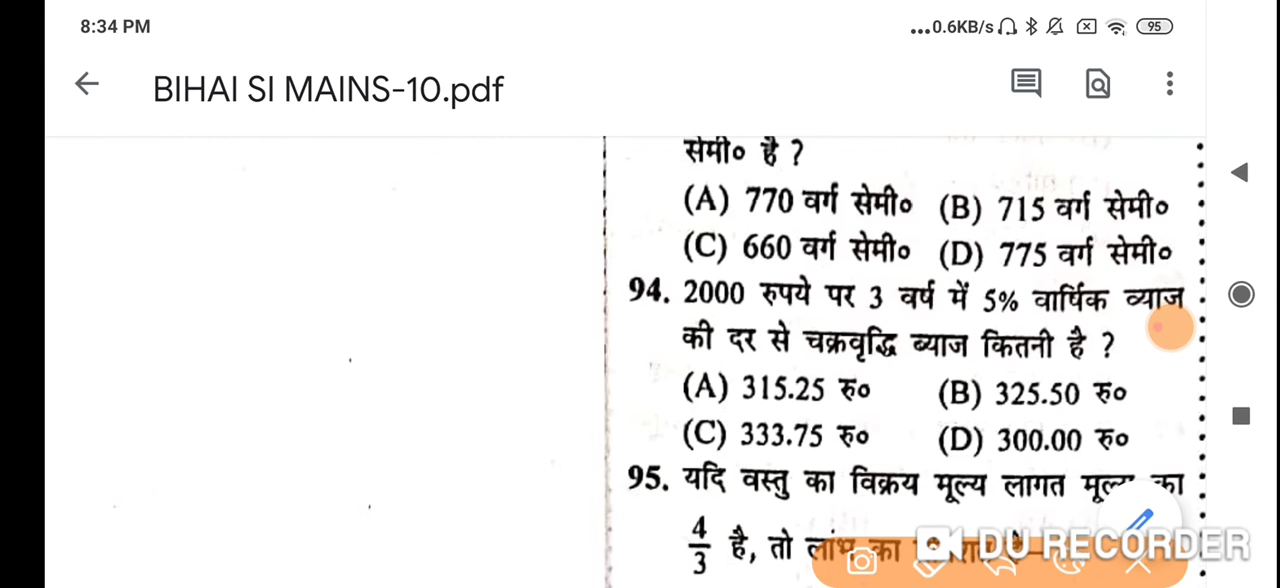 8:34 PM
...0.6KB/s
95
BIHAI SI MAINS-10.pdf
सेमी० है ?
(A) 770 वर्ग सेमी० (B) 715 वर्ग सेमी०
(C) 660 वर्ग सेमी० (D) 775 वर्ग सेमी०
94. 2000 रुपये पर 3 वर्ष में 5% वार्षिक ब्याज
की दर से चक्रवृद्धि ब्याज कितनी है ?
(A) 315.25 रु० (B) 325.50 रु०
(C) 333.75 रु० (D) 300.00 रु०
95. यदि वस्तु का विक्रय मूल्य लागत मूल्य का
4/3 है, तो लाभ का
DU RECORDER